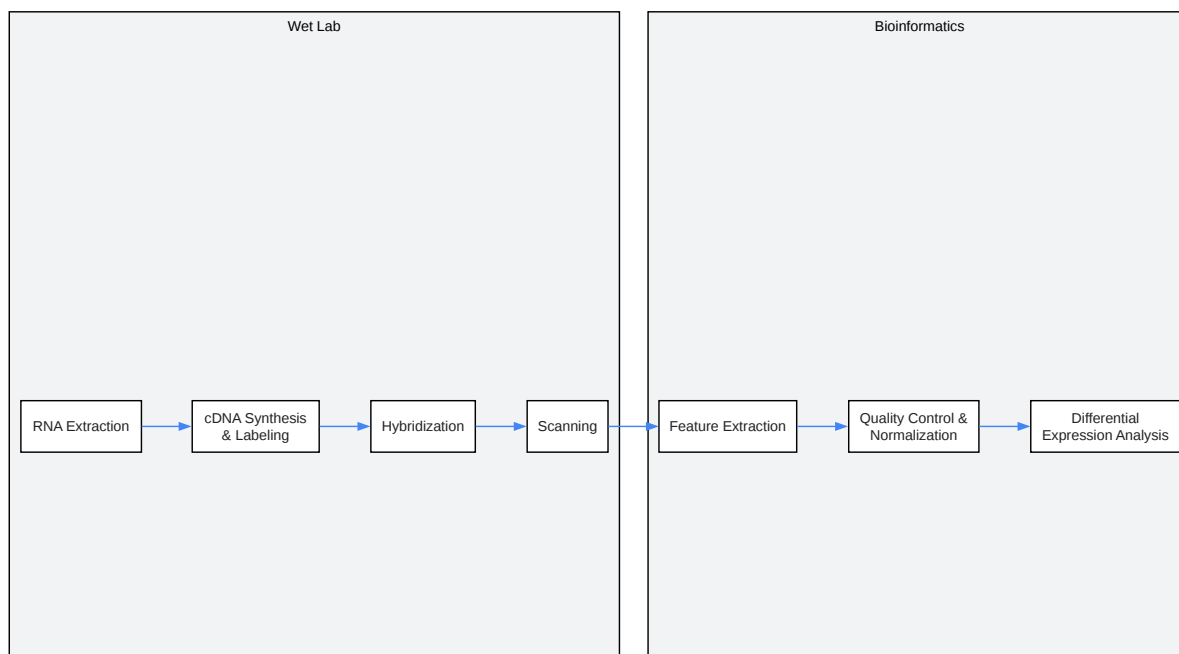 Wet Lab
Bioinformatics
RNA Extraction
cDNA Synthesis
& Labeling
Hybridization
Scanning
Feature Extraction
Quality Control &
Normalization
Differential
Expression Analysis